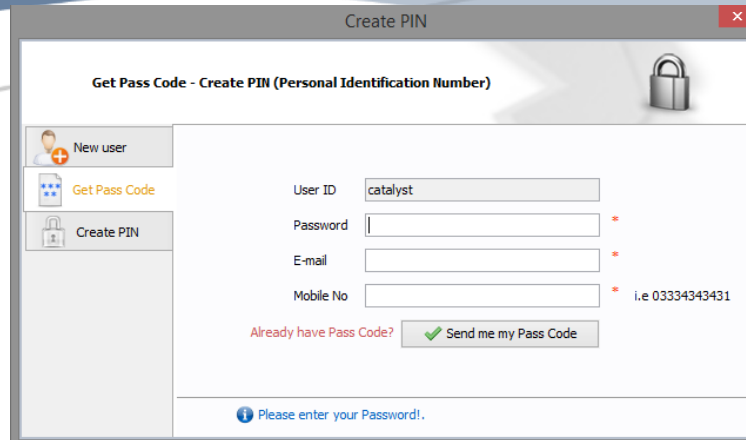 Create PIN
Get Pass Code - Create PIN (Personal Identification Number)
New user
Get Pass Code
Create PIN
User ID catalyst
Password *
E-mail *
Mobile No * i.e 03334343431
Already have Pass Code? Send me my Pass Code
Please enter your Password!.